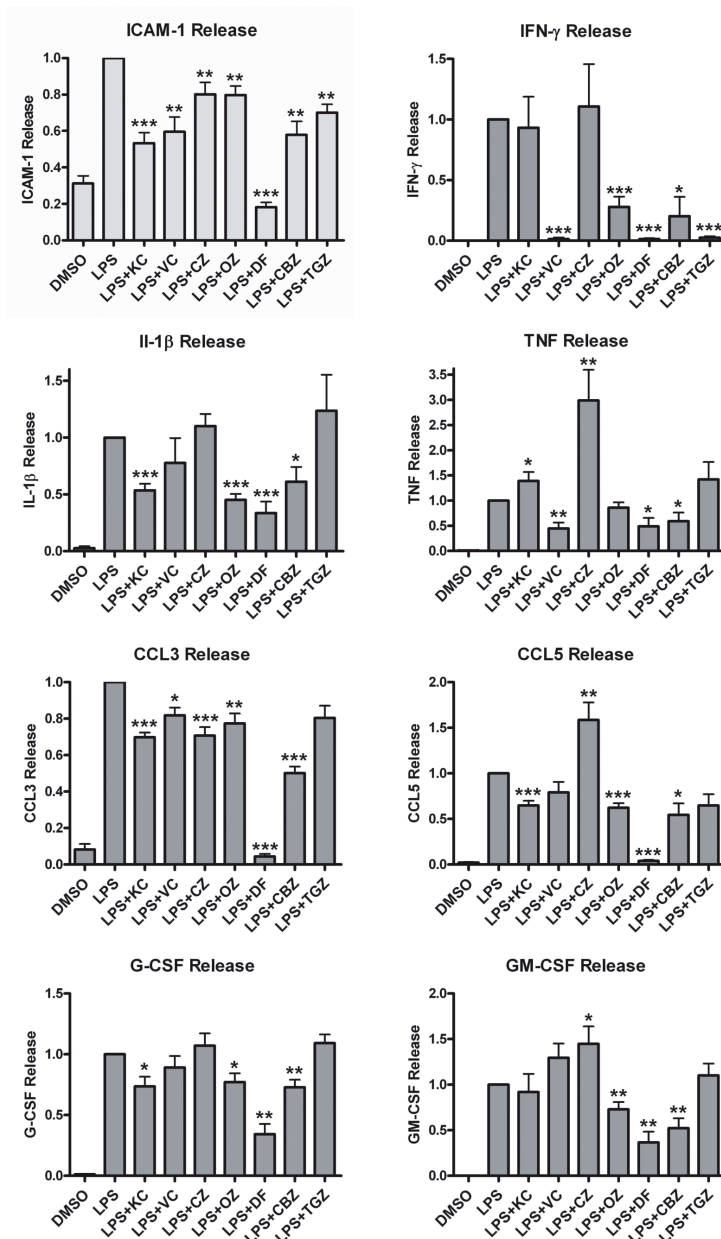 ICAM-1 Release
ICAM-1 Release
1.0
0.8
0.6
0.4
0.2
0.0
***
**
**
**
***
**
**
DMSO
LPS
LPS+KC
LPS+VC
LPS+CZ
LPS+OZ
LPS+DF
LPS+CBZ
LPS+TGZ
IFN-γ Release
IFN-γ Release
1.5
1.0
0.5
0.0
***
***
***
*
***
DMSO
LPS
LPS+KC
LPS+VC
LPS+CZ
LPS+OZ
LPS+DF
LPS+CBZ
LPS+TGZ
Il-1β Release
IL-1β Release
1.5
1.0
0.5
0.0
***
***
***
*
DMSO
LPS
LPS+KC
LPS+VC
LPS+CZ
LPS+OZ
LPS+DF
LPS+CBZ
LPS+TGZ
TNF Release
TNF Release
3.5
3.0
2.5
2.0
1.5
1.0
0.5
0.0
*
**
**
*
*
DMSO
LPS
LPS+KC
LPS+VC
LPS+CZ
LPS+OZ
LPS+DF
LPS+CBZ
LPS+TGZ
CCL3 Release
CCL3 Release
1.0
0.8
0.6
0.4
0.2
0.0
***
*
***
**
***
***
DMSO
LPS
LPS+KC
LPS+VC
LPS+CZ
LPS+OZ
LPS+DF
LPS+CBZ
LPS+TGZ
CCL5 Release
CCL5 Release
2.0
1.5
1.0
0.5
0.0
***
**
***
***
*
DMSO
LPS
LPS+KC
LPS+VC
LPS+CZ
LPS+OZ
LPS+DF
LPS+CBZ
LPS+TGZ
G-CSF Release
G-CSF Release
1.5
1.0
0.5
0.0
*
*
**
**
DMSO
LPS
LPS+KC
LPS+VC
LPS+CZ
LPS+OZ
LPS+DF
LPS+CBZ
LPS+TGZ
GM-CSF Release
GM-CSF Release
2.0
1.5
1.0
0.5
0.0
*
**
**
**
DMSO
LPS
LPS+KC
LPS+VC
LPS+CZ
LPS+OZ
LPS+DF
LPS+CBZ
LPS+TGZ